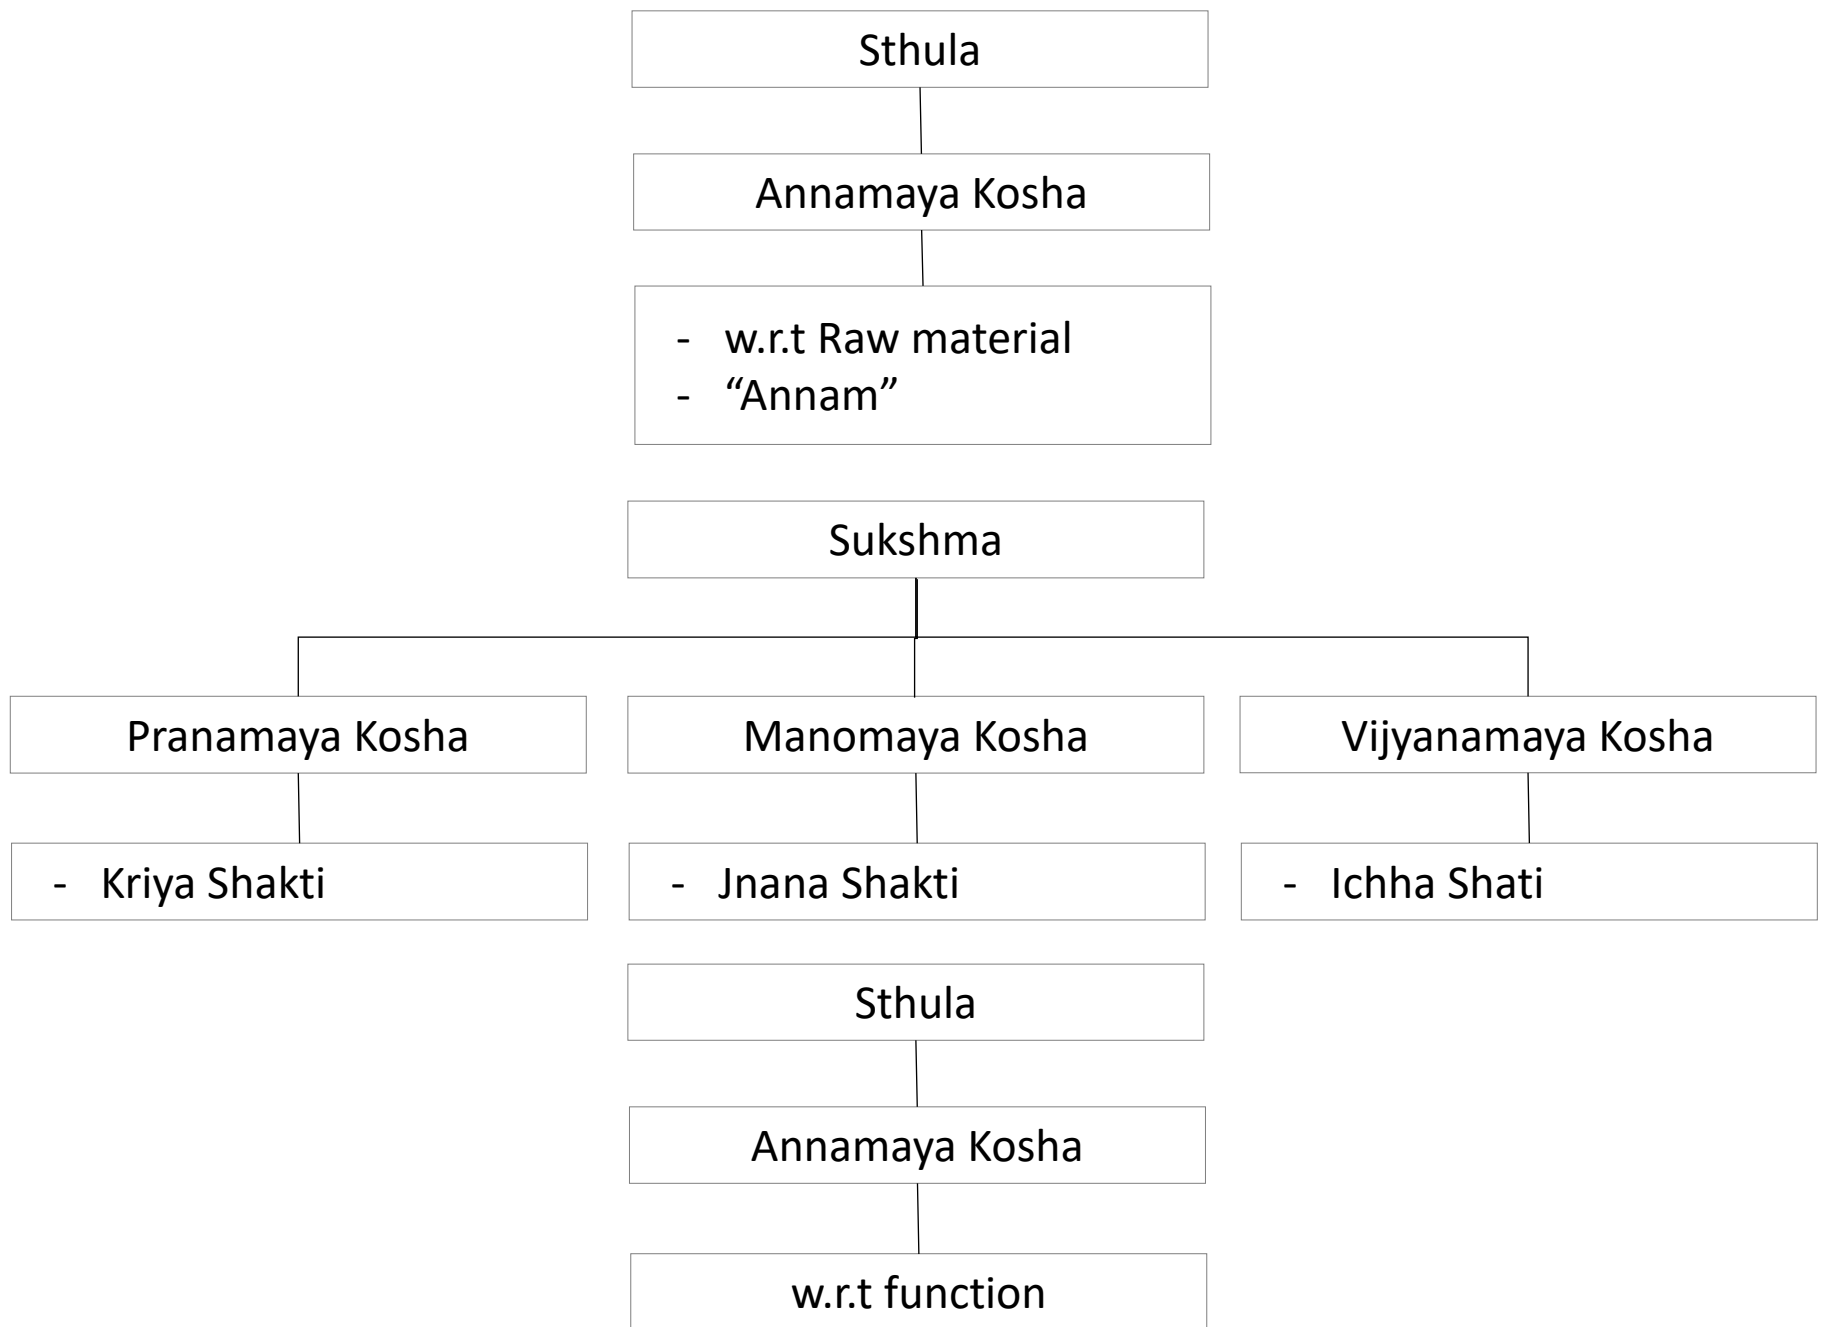 Sthula
Annamaya Kosha
- w.r.t Raw material
- “Annam”
Sukshma
Pranamaya Kosha
Manomaya Kosha
Vijyanamaya Kosha
- Kriya Shakti
- Jnana Shakti
- Ichha Shati
Sthula
Annamaya Kosha
w.r.t function